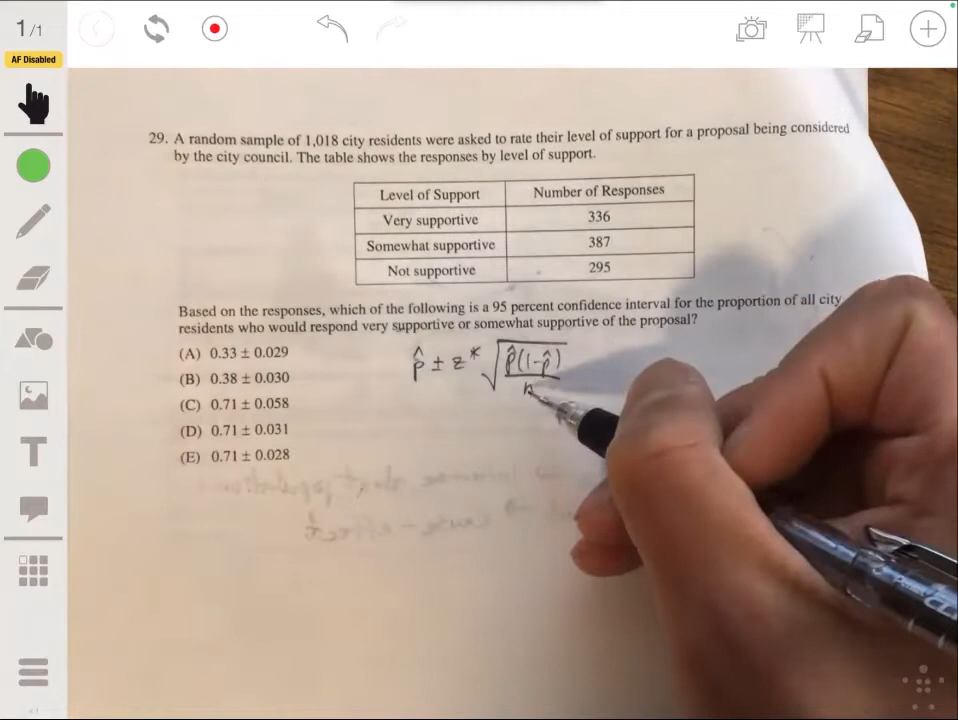 1/1
AF Disabled
29. A random sample of 1,018 city residents were asked to rate their level of support for a proposal being considered
by the city council. The table shows the responses by level of support.
Level of Support Number of Responses
Very supportive 336
Somewhat supportive 387
Not supportive 295
Based on the responses, which of the following is a 95 percent confidence interval for the proportion of all city
residents who would respond very supportive or somewhat supportive of the proposal?
(A) 0.33 ± 0.029
(B) 0.38 ± 0.030
(C) 0.71 ± 0.058
(D) 0.71 ± 0.031
(E) 0.71 ± 0.028
p̂ ± z* √(p̂(1-p̂)/n)
T